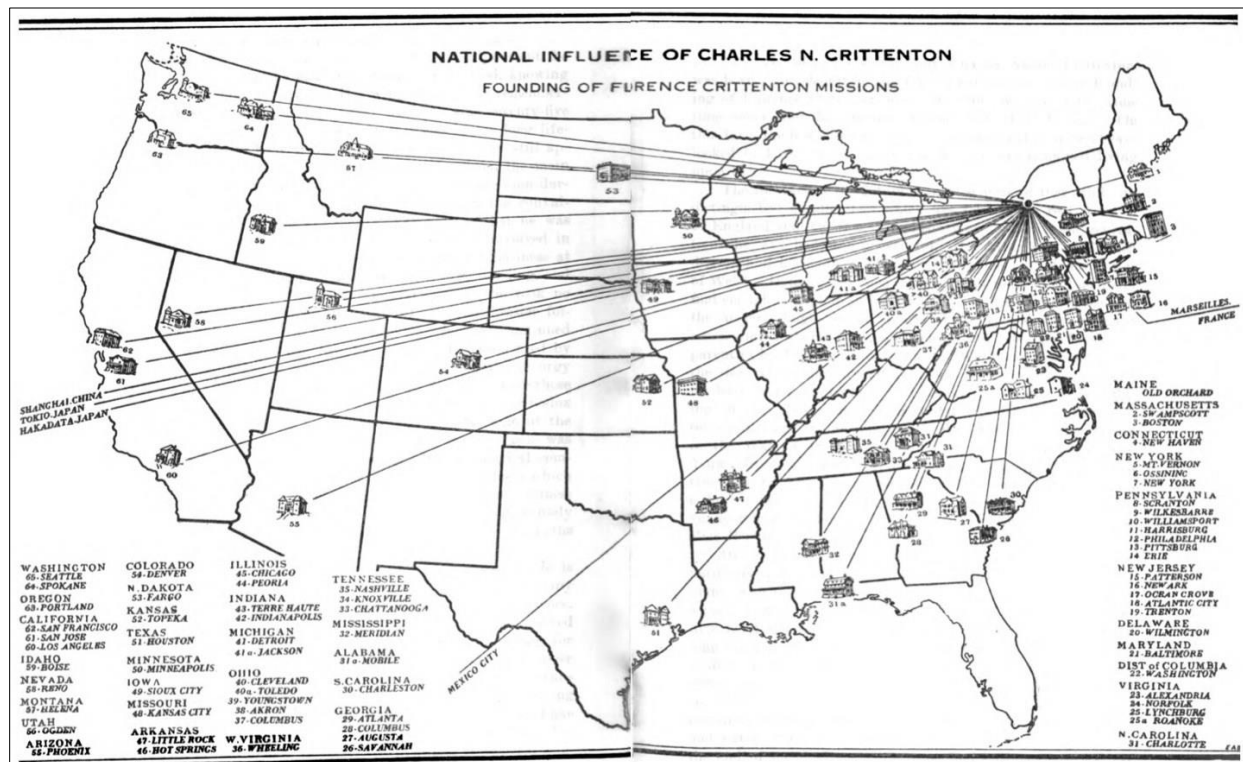 NATIONAL INFLUENCE OF CHARLES N. CRITTENTON
FOUNDING OF FLRENCE CRITTENTON MISSIONS
SHANGHAI, CHINA
TOKIO, JAPAN
HAKADATA, JAPAN
MEXICO CITY
MARSEILLES,
FRANCE
WASHINGTON
65-SEATTLE
64-SPOKANE
OREGON
63-PORTLAND
CALIFORNIA
62-SAN FRANCISCO
61-SAN JOSE
60-LOS ANGELES
IDAHO
59-BOISE
NEVADA
58-RENO
MONTANA
57-HELENA
UTAH
56-OGDEN
ARIZONA
55-PHOENIX
COLORADO
54-DENVER
N.DAKOTA
53-FARGO
KANSAS
52-TOPEKA
TEXAS
51-HOUSTON
MINNESOTA
50-MINNEAPOLIS
IOWA
49-SIOUX CITY
MISSOURI
48-KANSAS CITY
ARKANSAS
47-LITTLE ROCK
46-HOT SPRINGS
ILLINOIS
45-CHICAGO
44-PEORIA
INDIANA
43-TERRE HAUTE
42-INDIANAPOLIS
MICHIGAN
41-DETROIT
41a-JACKSON
OHIO
40-CLEVELAND
40a-TOLEDO
39-YOUNGSTOWN
38-AKRON
37-COLUMBUS
W.VIRGINIA
36-WHEELING
TENNESSEE
35-NASHVILLE
34-KNOXVILLE
33-CHATTANOOGA
MISSISSIPPI
32-MERIDIAN
ALABAMA
31a-MOBILE
S.CAROLINA
30-CHARLESTON
GEORGIA
29-ATLANTA
28-COLUMBUS
27-AUGUSTA
26-SAVANNAH
MAINE
OLD ORCHARD
MASSACHUSETTS
2-SWAMPSCOTT
3-BOSTON
CONNECTICUT
4-NEW HAVEN
NEW YORK
5-MT.VERNON
6-OSSINING
7-NEW YORK
PENNSYLVANIA
8-SCRANTON
9-WILKESBARRE
10-WILLIAMSPORT
11-HARRISBURG
12-PHILADELPHIA
13-PITTSBURG
14 ERIE
NEW JERSEY
15-PATTERSON
16-NEWARK
17-OCEAN GROVE
18-ATLANTIC CITY
19-TRENTON
DELAWARE
20-WILMINGTON
MARYLAND
21-BALTIMORE
DIST of COLUMBIA
22-WASHINGTON
VIRGINIA
23-ALEXANDRIA
24-NORFOLK
25-LYNCHBURG
25a ROANOKE
N.CAROLINA
31-CHARLOTTE